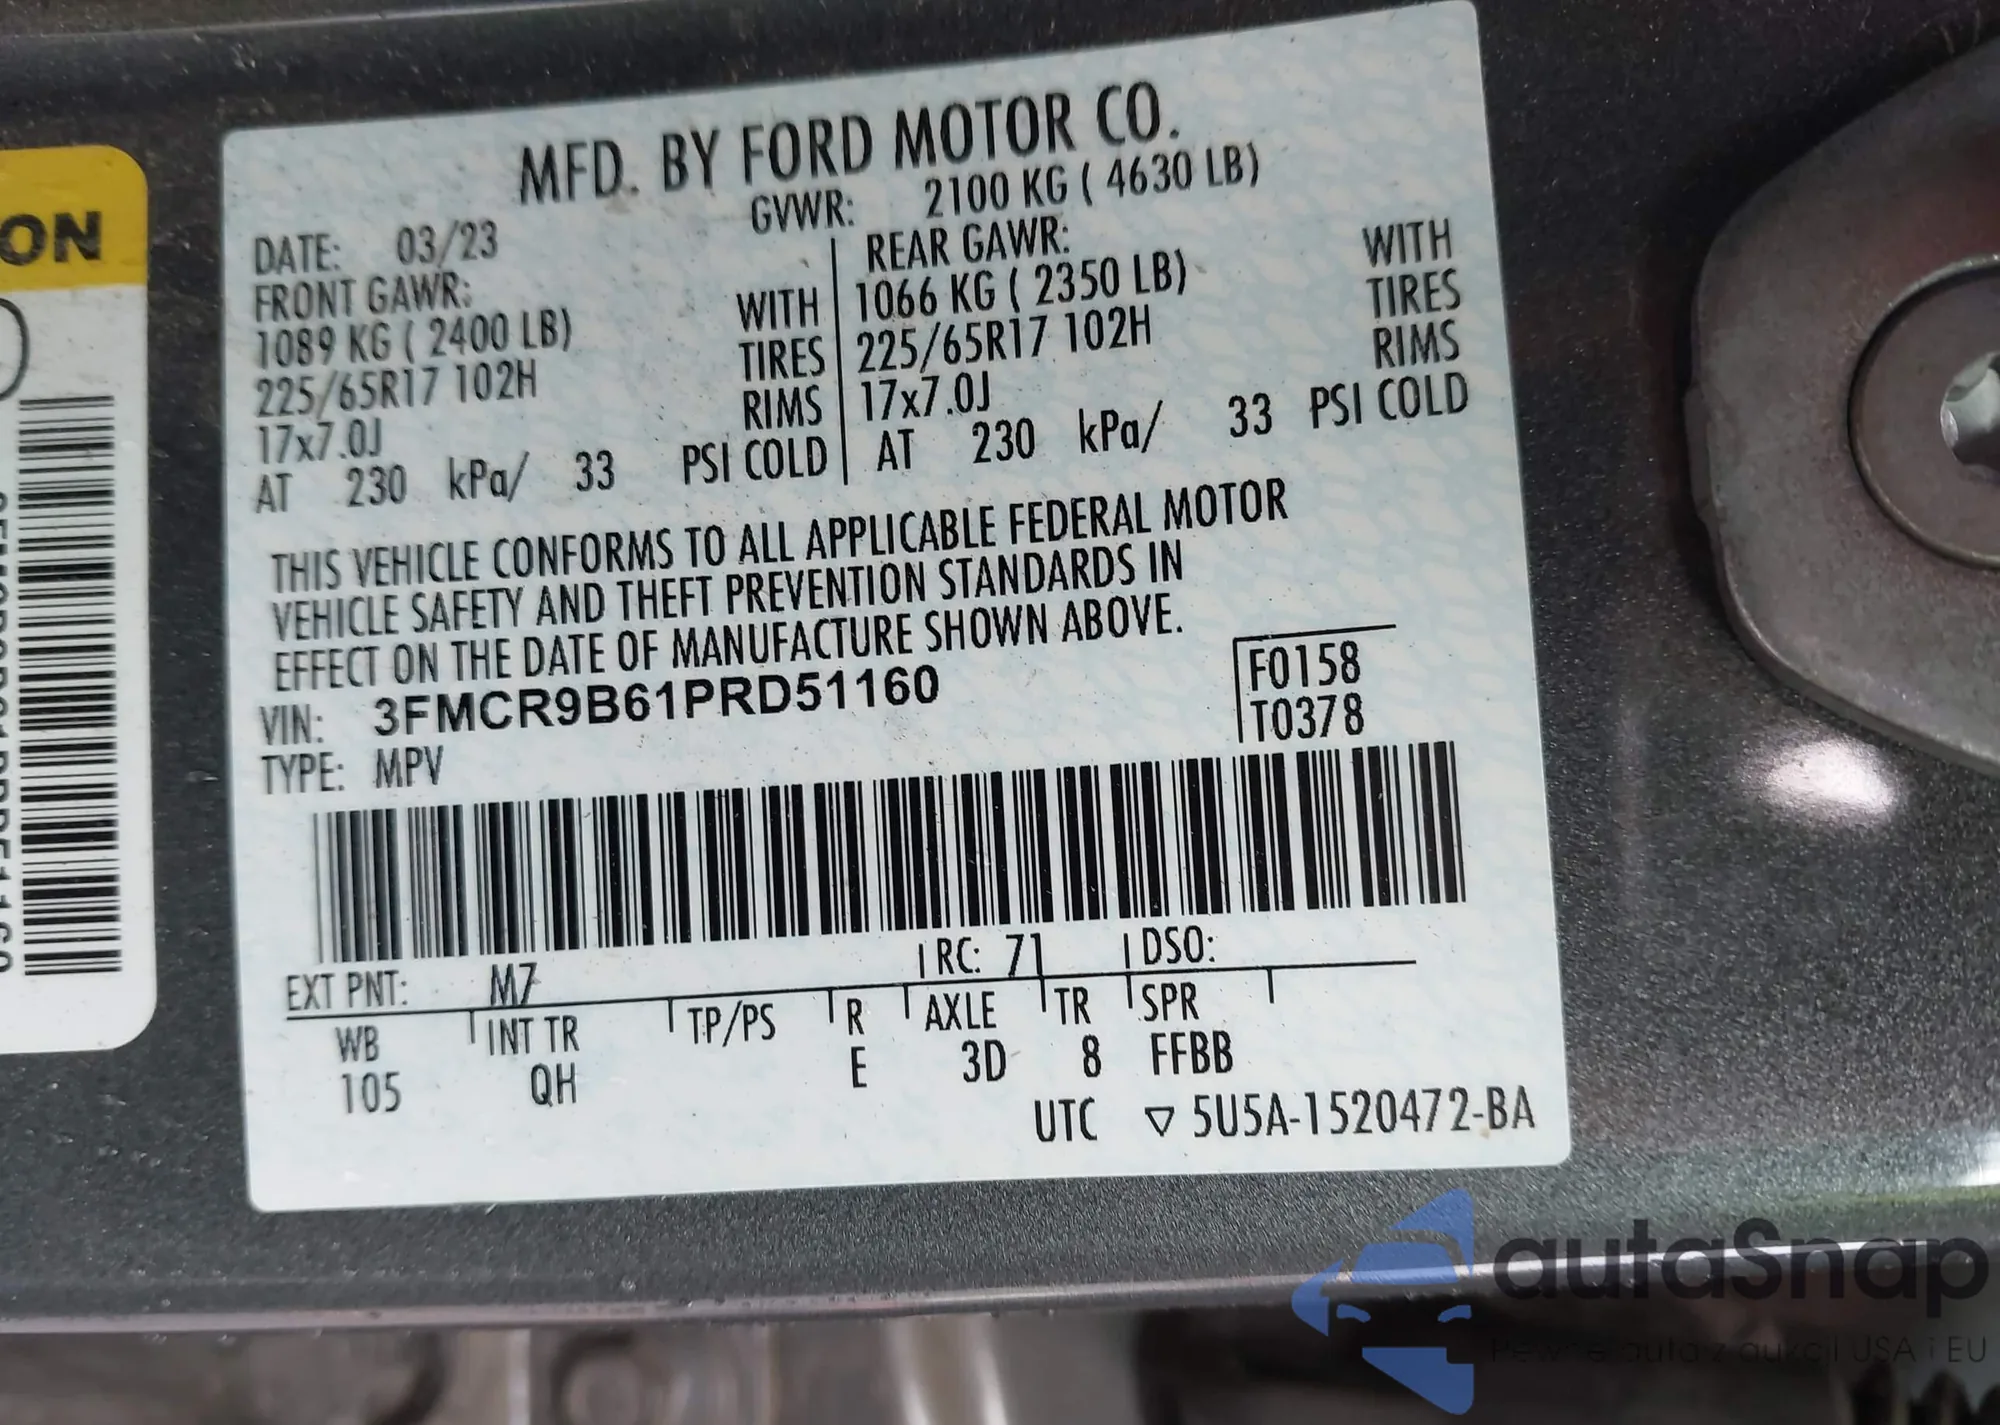 ON
MFD. BY FORD MOTOR CO.
DATE: 03/23 GVWR: 2100 KG ( 4630 LB)
FRONT GAWR: REAR GAWR:
1089 KG ( 2400 LB) WITH 1066 KG ( 2350 LB) WITH
225/65R17 102H TIRES 225/65R17 102H TIRES
17x7.0J RIMS 17x7.0J RIMS
AT 230 kPa/ 33 PSI COLD AT 230 kPa/ 33 PSI COLD
THIS VEHICLE CONFORMS TO ALL APPLICABLE FEDERAL MOTOR
VEHICLE SAFETY AND THEFT PREVENTION STANDARDS IN
EFFECT ON THE DATE OF MANUFACTURE SHOWN ABOVE.
VIN: 3FMCR9B61PRD51160
F0158
T0378
TYPE: MPV
EXT PNT: M7 RC: 71 DSO:
WB INT TR TP/PS R AXLE TR SPR
105 QH E 3D 8 FFBB
UTC ▽ 5U5A-1520472-BA
autaSnap
Pewne auta z aukcji USA i EU